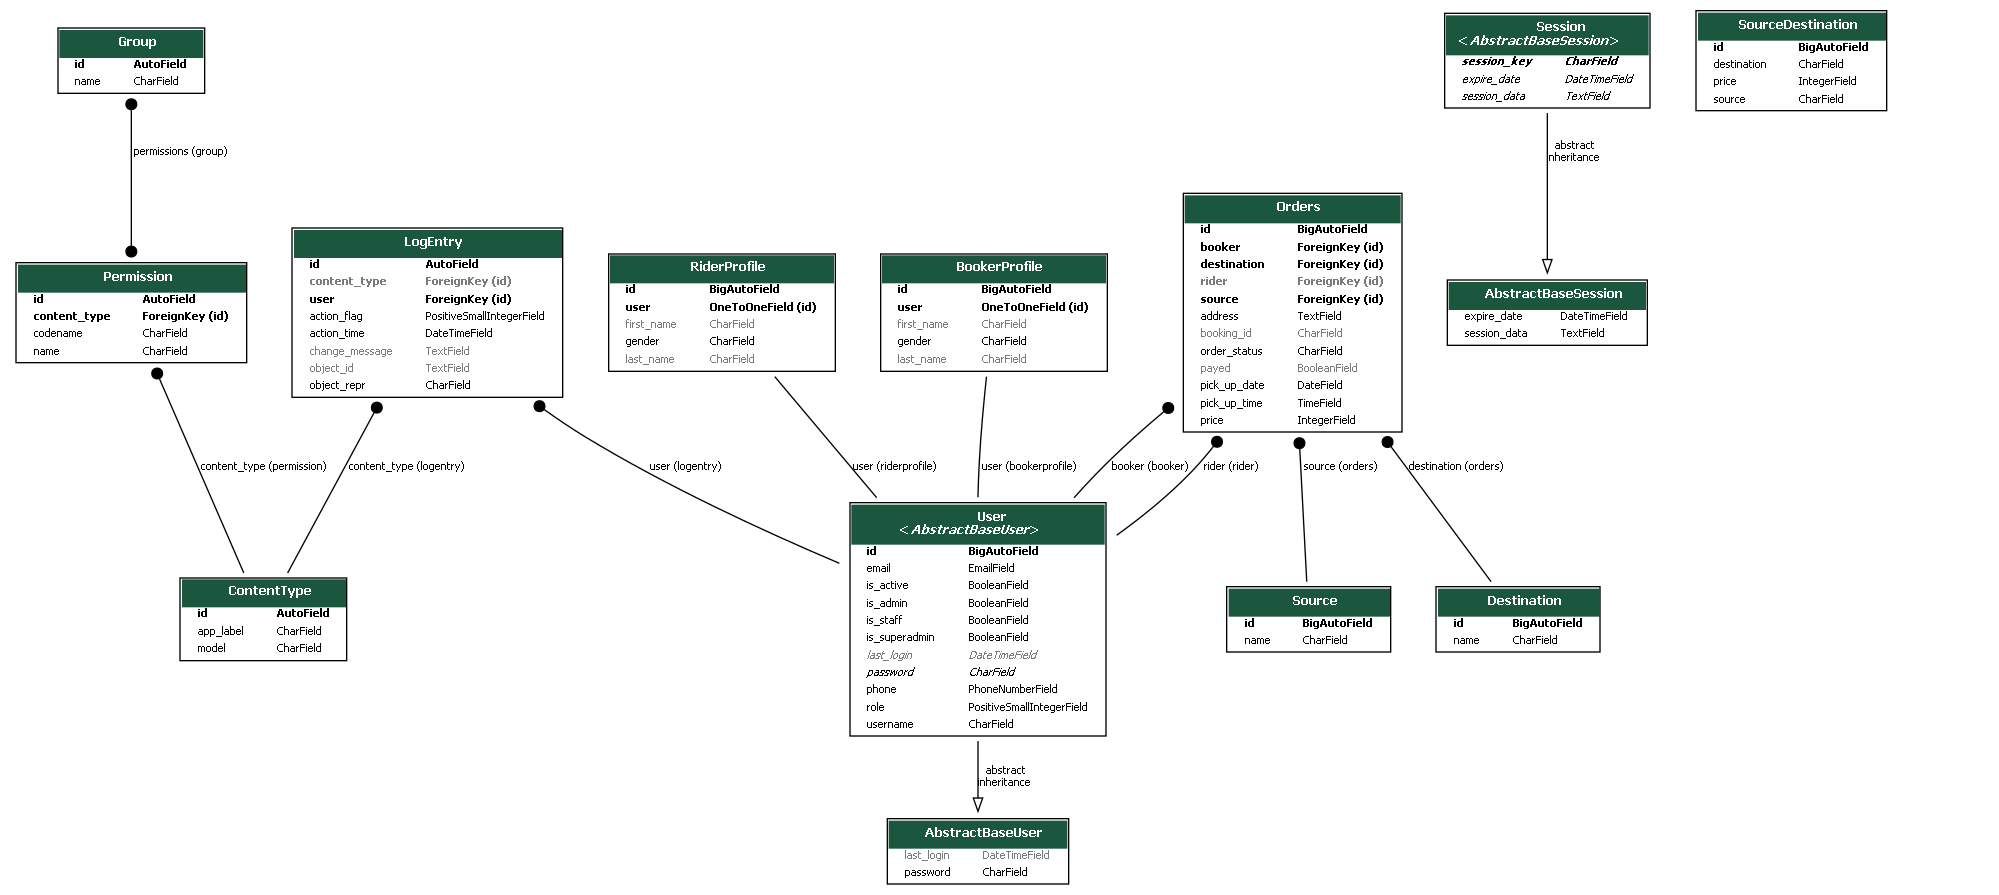 Group
id AutoField
name CharField
permissions (group)
Permission
id AutoField
content_type ForeignKey (id)
codename CharField
name CharField
content_type (permission)
LogEntry
id AutoField
content_type ForeignKey (id)
user ForeignKey (id)
action_flag PositiveSmallIntegerField
action_time DateTimeField
change_message TextField
object_id TextField
object_repr CharField
content_type (logentry)
user (logentry)
ContentType
id AutoField
app_label CharField
model CharField
RiderProfile
id BigAutoField
user OneToOneField (id)
first_name CharField
gender CharField
last_name CharField
user (riderprofile)
BookerProfile
id BigAutoField
user OneToOneField (id)
first_name CharField
gender CharField
last_name CharField
user (bookerprofile)
Orders
id BigAutoField
booker ForeignKey (id)
destination ForeignKey (id)
rider ForeignKey (id)
source ForeignKey (id)
address TextField
booking_id CharField
order_status CharField
payed BooleanField
pick_up_date DateField
pick_up_time TimeField
price IntegerField
booker (booker)
rider (rider)
source (orders)
destination (orders)
User
<AbstractBaseUser>
id BigAutoField
email EmailField
is_active BooleanField
is_admin BooleanField
is_staff BooleanField
is_superadmin BooleanField
last_login DateTimeField
password CharField
phone PhoneNumberField
role PositiveSmallIntegerField
username CharField
abstract
inheritance
AbstractBaseUser
last_login DateTimeField
password CharField
Source
id BigAutoField
name CharField
Destination
id BigAutoField
name CharField
Session
<AbstractBaseSession>
session_key CharField
expire_date DateTimeField
session_data TextField
abstract
inheritance
AbstractBaseSession
expire_date DateTimeField
session_data TextField
SourceDestination
id BigAutoField
destination CharField
price IntegerField
source CharField